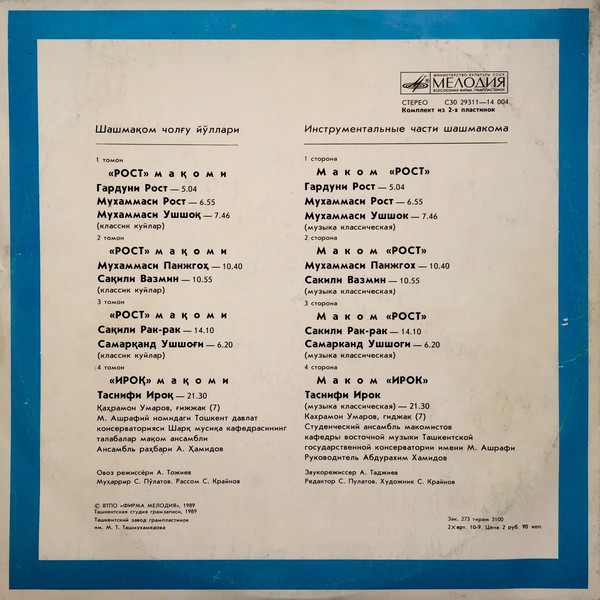 МИНИСТЕРСТВО КУЛЬТУРЫ СССР
МЕЛОДИЯ
ВСЕСОЮЗНАЯ ФИРМА ГРАМПЛАСТИНОК
СТЕРЕО С30 29311—14 004
Комплект из 2-х пластинок
Шашмақом чолғу йўллари
1 томон
«РОСТ» мақоми
Гардуни Рост — 5.04
Мухаммаси Рост — 6.55
Мухаммаси Ушшоқ — 7.46
(классик куйлар)
2 томон
«РОСТ» мақоми
Мухаммаси Панжгоҳ — 10.40
Сақили Вазмин — 10.55
(классик куйлар)
3 томон
«РОСТ» мақоми
Сақили Рак-рак — 14.10
Самарқанд Ушшоғи — 6.20
(классик куйлар)
4 томон
«ИРОҚ» мақоми
Таснифи Ироқ — 21.30
Қаҳрамон Умаров, ғижжак (7)
М. Ашрафий номидаги Тошкент давлат
консерваторияси Шарқ мусиқа кафедрасининг
талабалар мақом ансамбли
Ансамбль раҳбари А. Ҳамидов
Овоз режиссёри А. Тожиев
Муҳаррир С. Пўлатов. Рассом С. Крайнов
© ВТПО «ФИРМА МЕЛОДИЯ», 1989
Ташкентская студия грамзаписи, 1989
Ташкентский завод грампластинок
им. М. Т. Ташмухамедова
Инструментальные части шашмакома
1 сторона
Маком «РОСТ»
Гардуни Рост — 5.04
Мухаммаси Рост — 6.55
Мухаммаси Ушшок — 7.46
(музыка классическая)
2 сторона
Маком «РОСТ»
Мухаммаси Панжгох — 10.40
Сакили Вазмин — 10.55
(музыка классическая)
3 сторона
Маком «РОСТ»
Сакили Рак-рак — 14.10
Самарканд Ушшоги — 6.20
(музыка классическая)
4 сторона
Маком «ИРОК»
Таснифи Ирок
(музыка классическая) — 21.30
Кахрамон Умаров, гиджак (7)
Студенческий ансамбль макомистов
кафедры восточной музыки Ташкентской
государственной консерватории имени М. Ашрафи
Руководитель Абдурахим Хамидов
Звукорежиссер А. Таджиев
Редактор С. Пулатов. Художник С. Крайнов
Зак. 273 тираж 3100
2Харт. 10-9. Цена 2 руб. 90 коп.